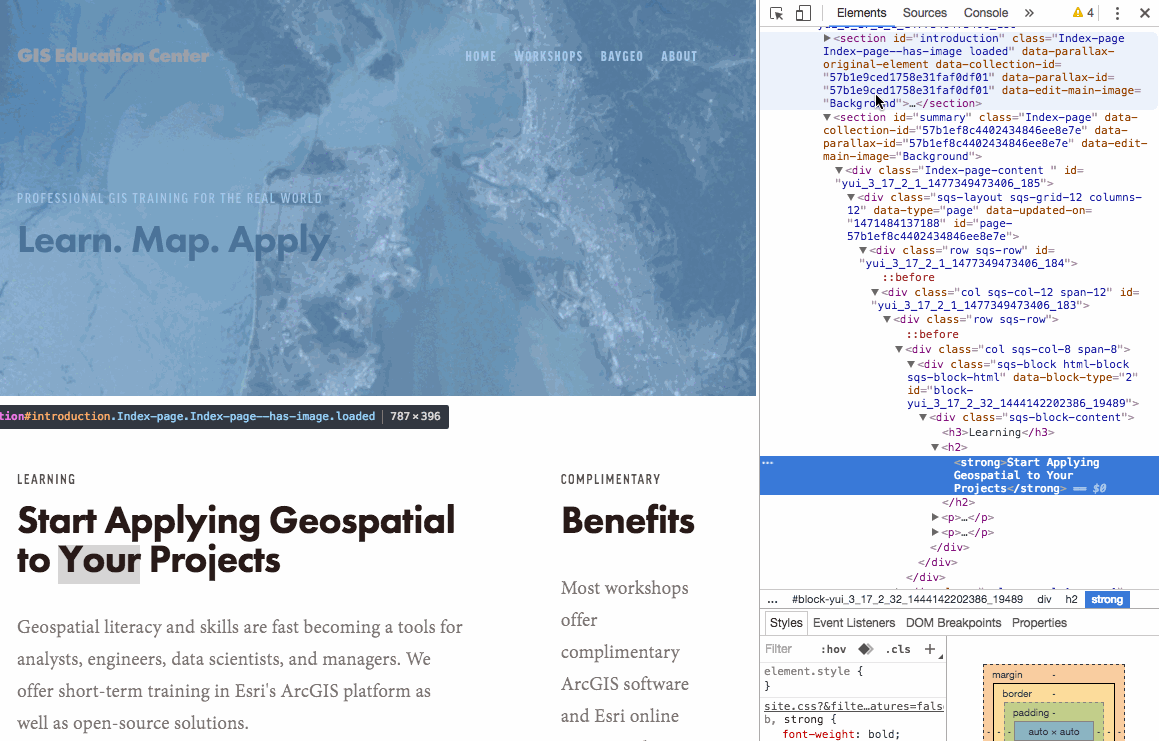 GIS Education Center
HOME WORKSHOPS BAYGEO ABOUT
PROFESSIONAL GIS TRAINING FOR THE REAL WORLD
Learn. Map. Apply
tion#introduction.Index-page.Index-page--has-image.loaded | 787 × 396
LEARNING
Start Applying Geospatial
to Your Projects
Geospatial literacy and skills are fast becoming a tools for
analysts, engineers, data scientists, and managers. We
offer short-term training in Esri's ArcGIS platform as
well as open-source solutions.
COMPLIMENTARY
Benefits
Most workshops
offer
complimentary
ArcGIS software
and Esri online
Elements Sources Console » 4
<section id="introduction" class="Index-page
Index-page--has-image loaded" data-parallax-
original-element data-collection-id=
"57b1e9ced1758e31faf0df01" data-parallax-id=
"57b1e9ced1758e31faf0df01" data-edit-main-image=
"Background">…</section>
<section id="summary" class="Index-page" data-
collection-id="57b1ef8c4402434846ee8e7e" data-
parallax-id="57b1ef8c4402434846ee8e7e" data-edit-
main-image="Background">
<div class="Index-page-content " id=
"yui_3_17_2_1_1477349473406_185">
<div class="sqs-layout sqs-grid-12 columns-
12" data-type="page" data-updated-on=
"1471484137188" id="page-
57b1ef8c4402434846ee8e7e">
<div class="row sqs-row" id=
"yui_3_17_2_1_1477349473406_184">
::before
<div class="col sqs-col-12 span-12" id=
"yui_3_17_2_1_1477349473406_183">
<div class="row sqs-row">
::before
<div class="col sqs-col-8 span-8">
<div class="sqs-block html-block
sqs-block-html" data-block-type="2"
id="block-
yui_3_17_2_32_1444142202386_19489">
<div class="sqs-block-content">
<h3>Learning</h3>
<h2>
… <strong>Start Applying
Geospatial to Your
Projects</strong> == $0
</h2>
<p>…</p>
<p>…</p>
</div>
</div>
</div>
... #block-yui_3_17_2_32_1444142202386_19489 div h2 strong
Styles Event Listeners DOM Breakpoints Properties
Filter :hov .cls +
element.style {
}
site.css?&filte…atures=fals
b, strong {
font-weight: bold;
margin -
border -
padding -
auto × auto